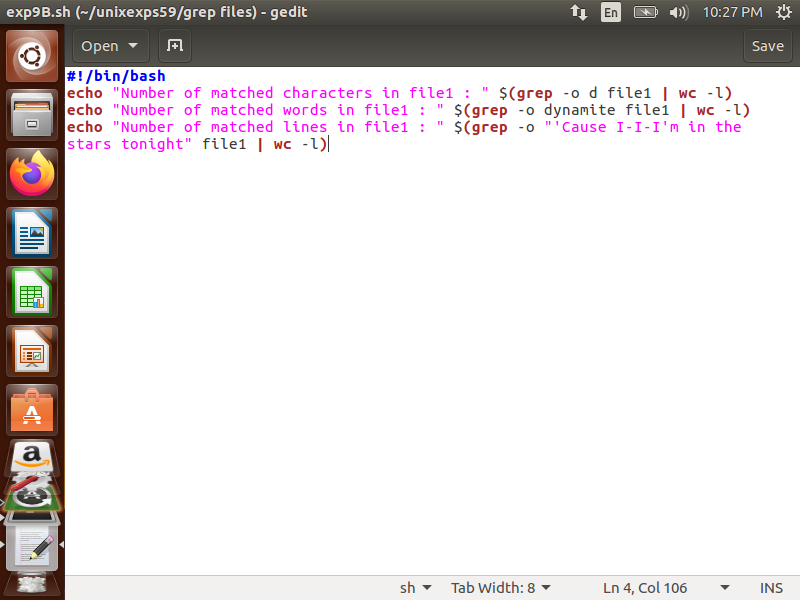 exp9B.sh (~/unixexps59/grep files) - gedit
En
10:27 PM
Open
Save
#!/bin/bash
echo "Number of matched characters in file1 : " $(grep -o d file1 | wc -l)
echo "Number of matched words in file1 : " $(grep -o dynamite file1 | wc -l)
echo "Number of matched lines in file1 : " $(grep -o "'Cause I-I-I'm in the
stars tonight" file1 | wc -l)
a
sh
Tab Width: 8
Ln 4, Col 106
INS